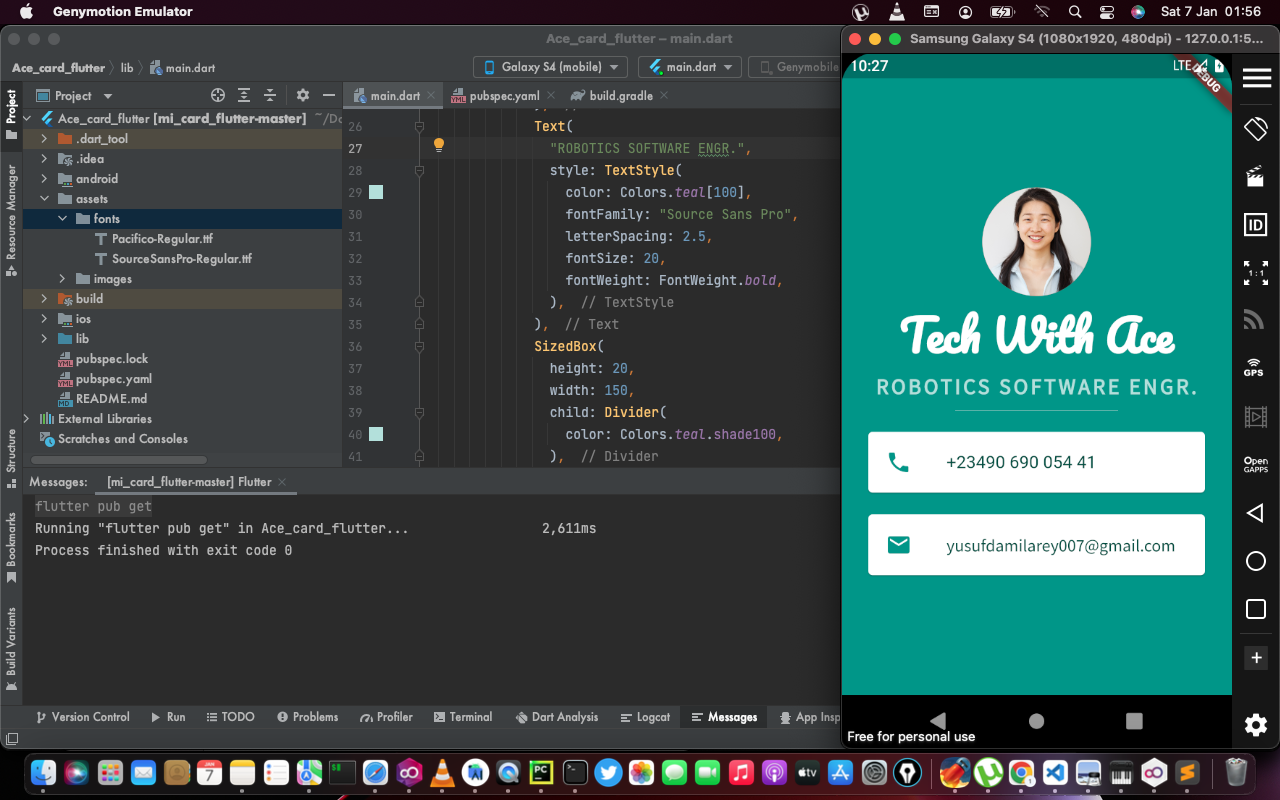 Genymotion Emulator
Sat 7 Jan 01:56
Ace_card_flutter – main.dart
Samsung Galaxy S4 (1080x1920, 480dpi) - 127.0.0.1:5...
Ace_card_flutter
lib
main.dart
Galaxy S4 (mobile)
main.dart
Genymobile
Project
main.dart
pubspec.yaml
build.gradle
Project
Resource Manager
Structure
Bookmarks
Build Variants
Ace_card_flutter [mi_card_flutter-master] ~/Do
.dart_tool
.idea
android
assets
fonts
Pacifico-Regular.ttf
SourceSansPro-Regular.ttf
images
build
ios
lib
pubspec.lock
pubspec.yaml
README.md
External Libraries
Scratches and Consoles
26 Text(
27 "ROBOTICS SOFTWARE ENGR.",
28 style: TextStyle(
29 color: Colors.teal[100],
30 fontFamily: "Source Sans Pro",
31 letterSpacing: 2.5,
32 fontSize: 20,
33 fontWeight: FontWeight.bold,
34 ), // TextStyle
35 ), // Text
36 SizedBox(
37 height: 20,
38 width: 150,
39 child: Divider(
40 color: Colors.teal.shade100,
41 ), // Divider
Messages:
[mi_card_flutter-master] Flutter
flutter pub get
Running "flutter pub get" in Ace_card_flutter... 2,611ms
Process finished with exit code 0
Version Control
Run
TODO
Problems
Profiler
Terminal
Dart Analysis
Logcat
Messages
App Insp
10:27
LTE
DEBUG
Tech With Ace
ROBOTICS SOFTWARE ENGR.
+23490 690 054 41
yusufdamilarey007@gmail.com
Free for personal use
ID
1:1
GPS
Open
GAPPS
JAN
7
PC
tv